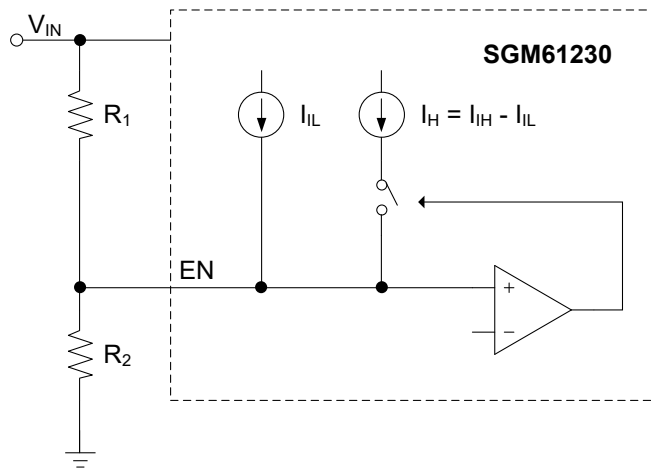 V_IN
SGM61230
R_1
I_IL
I_H = I_IH - I_IL
EN
+
−
R_2